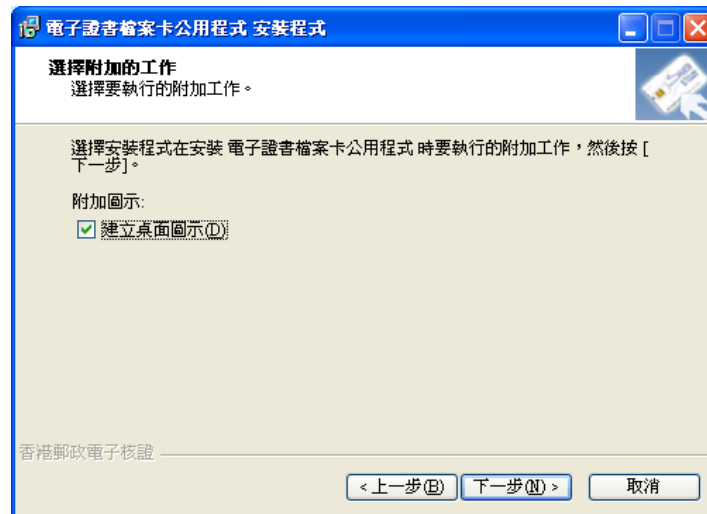 電子證書檔案卡公用程式 安裝程式
選擇附加的工作
選擇要執行的附加工作。
選擇安裝程式在安裝 電子證書檔案卡公用程式 時要執行的附加工作，然後按 [
下一步]。
附加圖示:
建立桌面圖示(D)
香港郵政電子核證
<上一步(B) 下一步(N) > 取消